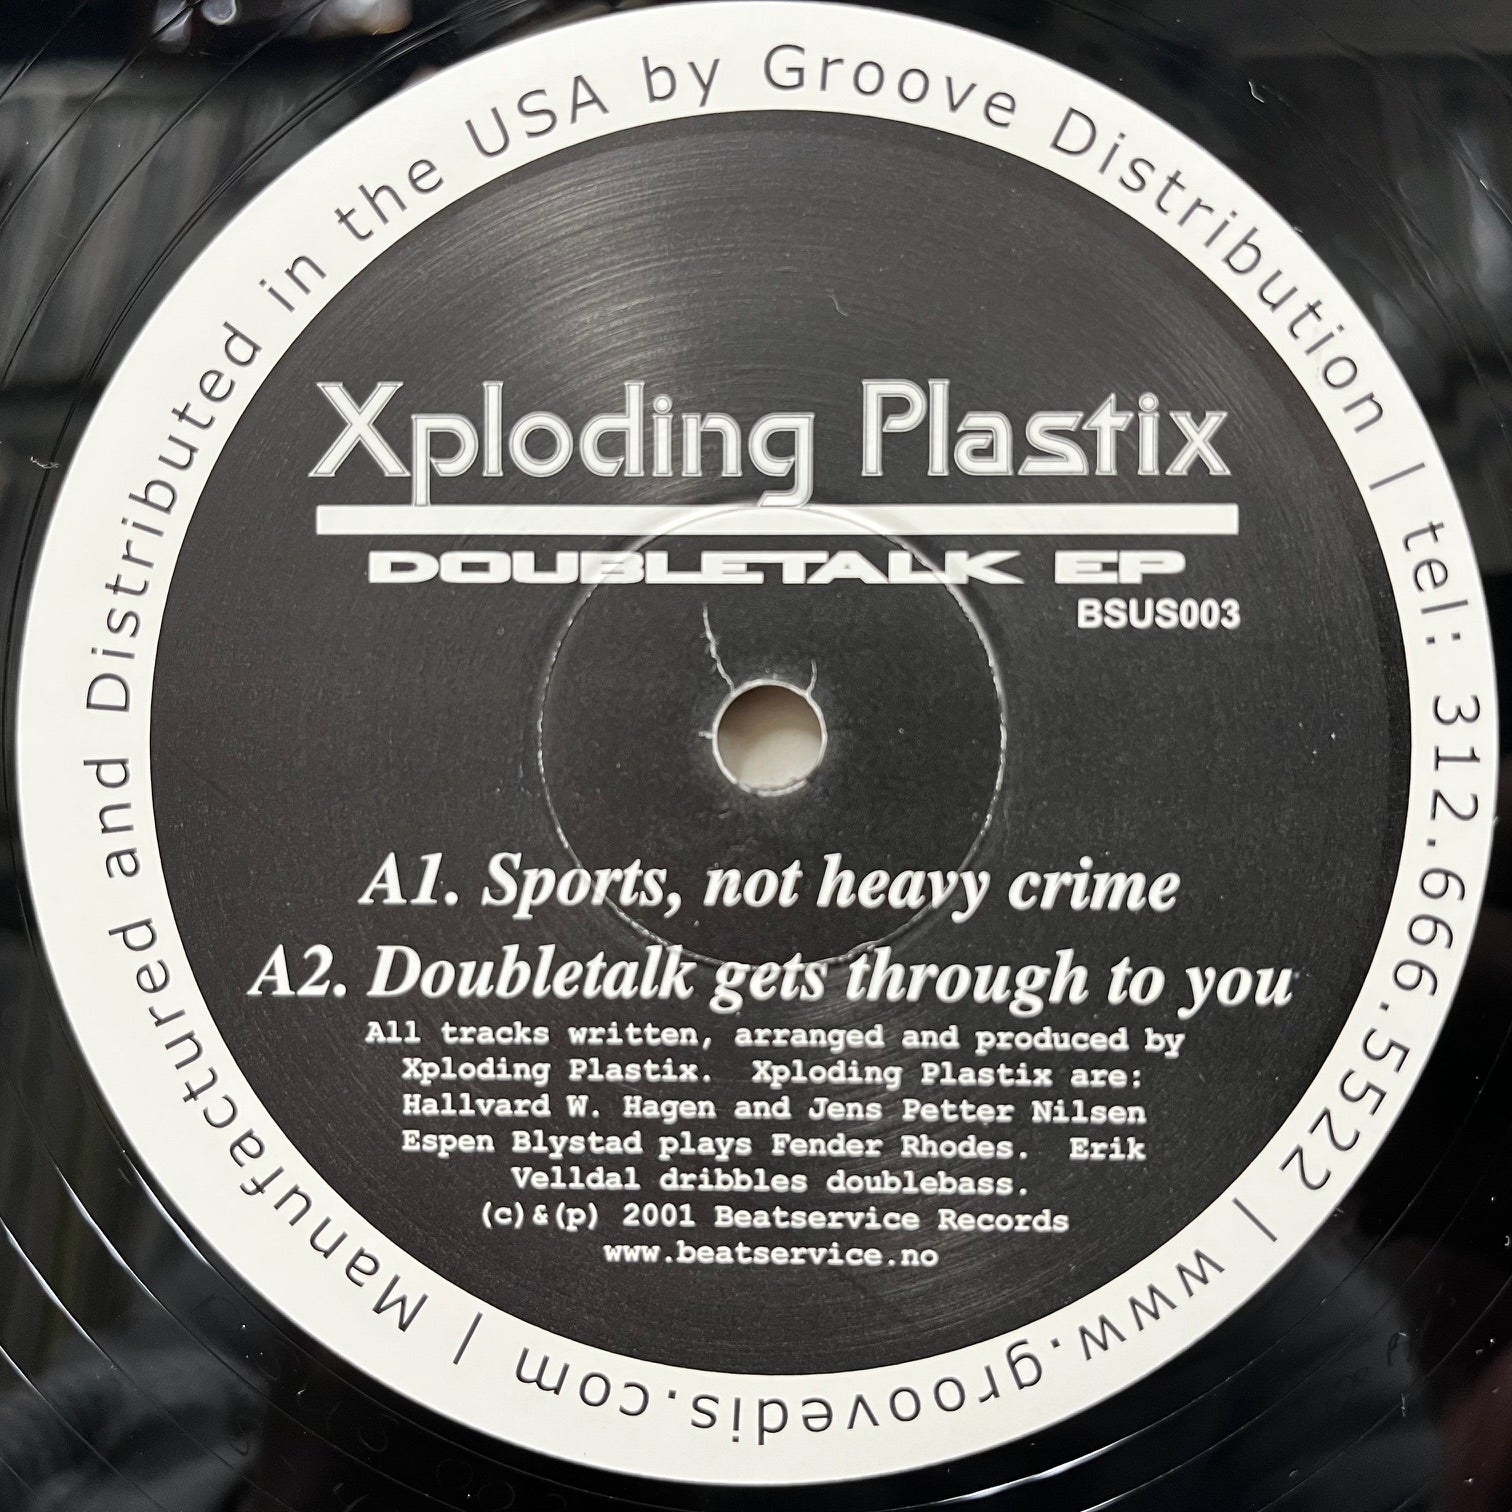 Xploding Plastix
DOUBLETALK EP
BSUS003
A1. Sports, not heavy crime
A2. Doubletalk gets through to you
All tracks written, arranged and produced by
Xploding Plastix. Xploding Plastix are:
Hallvard W. Hagen and Jens Petter Nilsen
Espen Blystad plays Fender Rhodes. Erik
Velldal dribbles doublebass.
(c)&(p) 2001 Beatservice Records
www.beatservice.no
| Manufactured and Distributed in the USA by Groove Distribution | tel: 312.666.5522 | www.groovedis.com